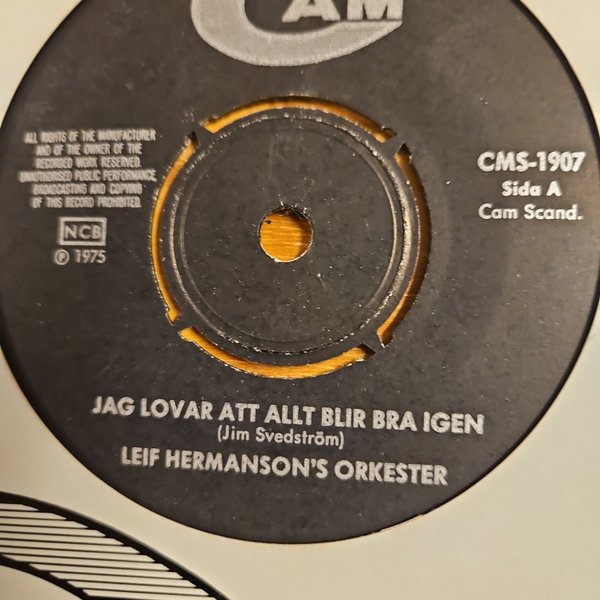 CAM
ALL RIGHTS OF THE MANUFACTURER
AND OF THE OWNER OF THE
RECORDED WORK RESERVED.
UNAUTHORISED PUBLIC PERFORMANCE,
BROADCASTING AND COPYING
OF THIS RECORD PROHIBITED.
NCB
℗ 1975
CMS-1907
Sida A
Cam Scand.
JAG LOVAR ATT ALLT BLIR BRA IGEN
(Jim Svedström)
LEIF HERMANSON'S ORKESTER